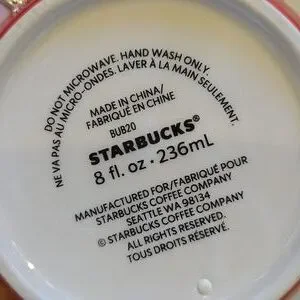 DO NOT MICROWAVE. HAND WASH ONLY.
NE VA PAS AU MICRO-ONDES. LAVER À LA MAIN SEULEMENT.
MADE IN CHINA/
FABRIQUÉ EN CHINE
BUB20
STARBUCKS®
8 fl. oz · 236mL
MANUFACTURED FOR/FABRIQUÉ POUR
STARBUCKS COFFEE COMPANY
SEATTLE WA 98134
© STARBUCKS COFFEE COMPANY
ALL RIGHTS RESERVED.
TOUS DROITS RÉSERVÉ.